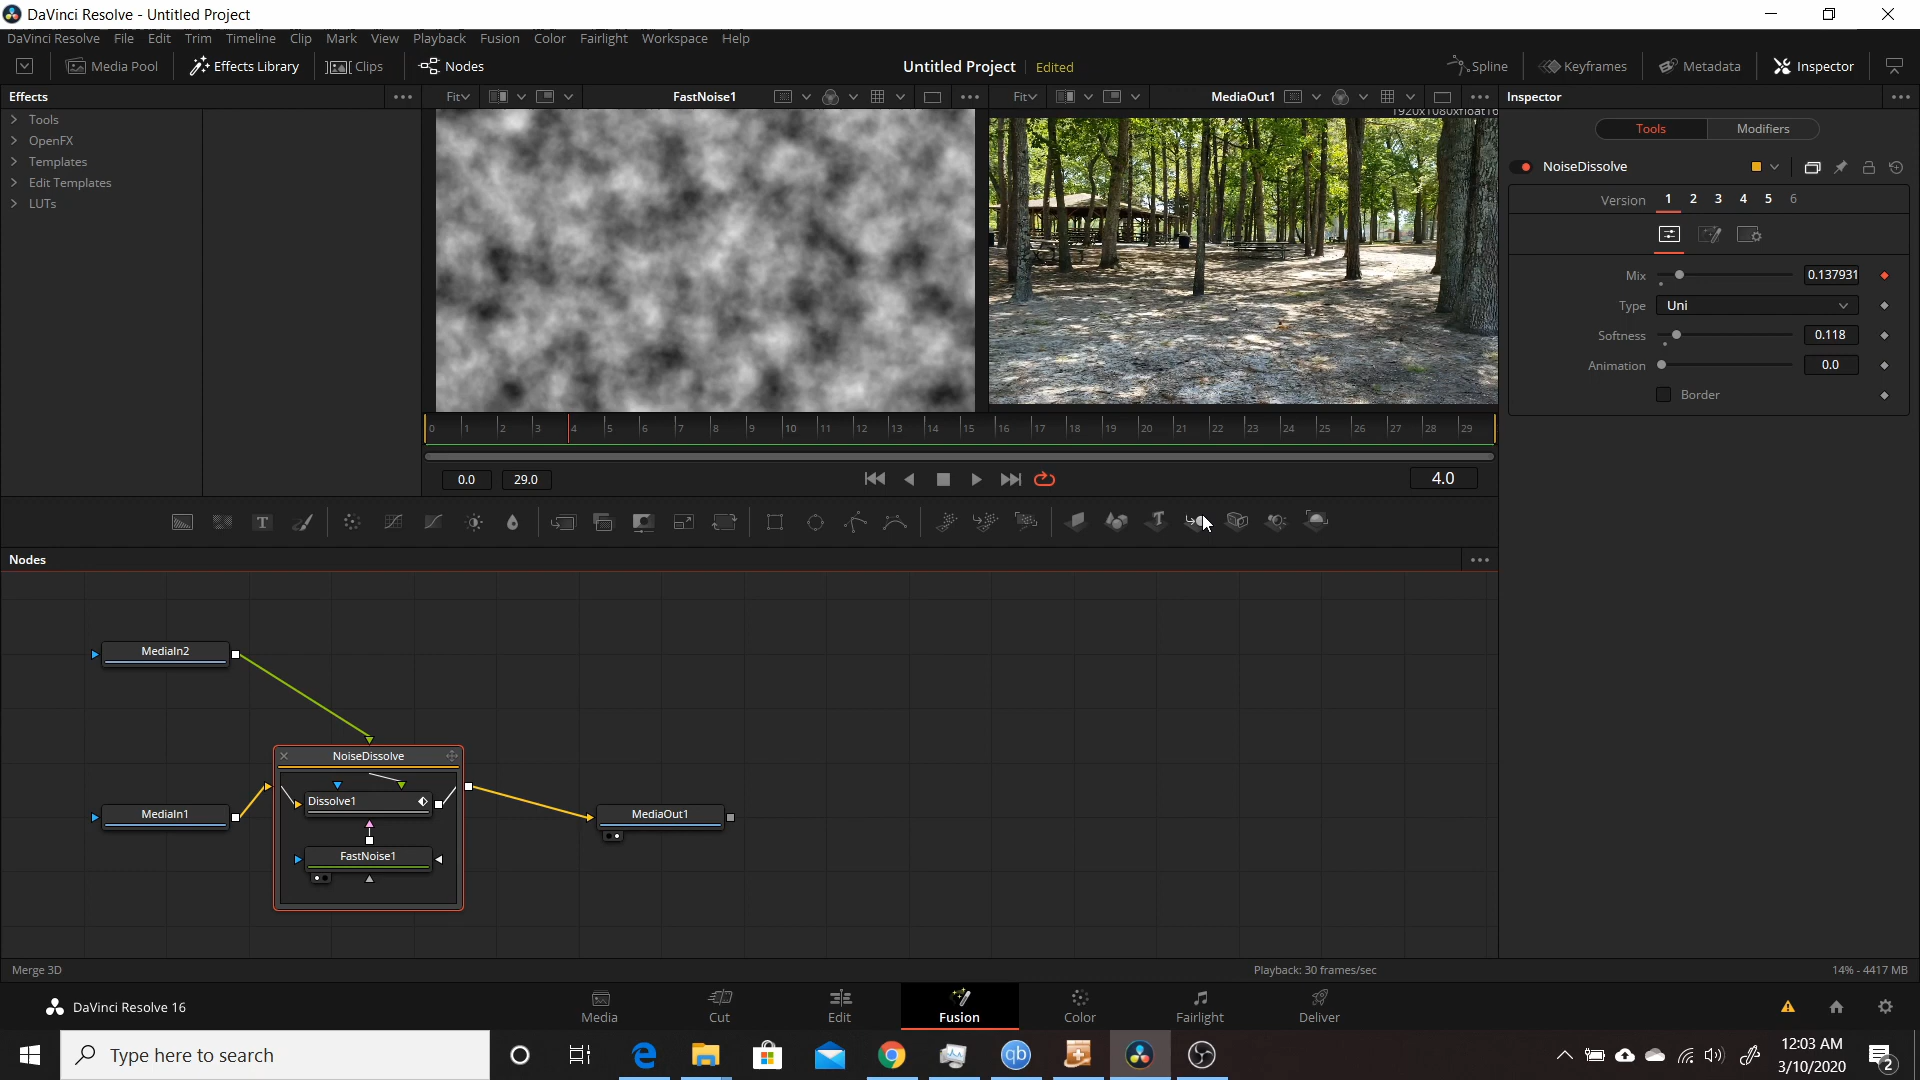 DaVinci Resolve - Untitled Project
DaVinci Resolve File Edit Trim Timeline Clip Mark View Playback Fusion Color Fairlight Workspace Help
Media Pool Effects Library Clips Nodes Untitled Project Edited Spline Keyframes Metadata Inspector
Effects Fit FastNoise1 Fit MediaOut1 Inspector
1920x1080xfloat16
Tools
OpenFX
Templates
Edit Templates
LUTs
Tools Modifiers
NoiseDissolve
Version 1 2 3 4 5 6
Mix 0.137931
Type Uni
Softness 0.118
Animation 0.0
Border
0 1 2 3 4 5 6 7 8 9 10 11 12 13 14 15 16 17 18 19 20 21 22 23 24 25 26 27 28 29
0.0 29.0 4.0
T T
Nodes
MediaIn2
NoiseDissolve
Dissolve1
MediaIn1
MediaOut1
FastNoise1
Merge 3D Playback: 30 frames/sec 14% - 4417 MB
DaVinci Resolve 16 Media Cut Edit Fusion Color Fairlight Deliver
Type here to search qb 12:03 AM
3/10/2020 2